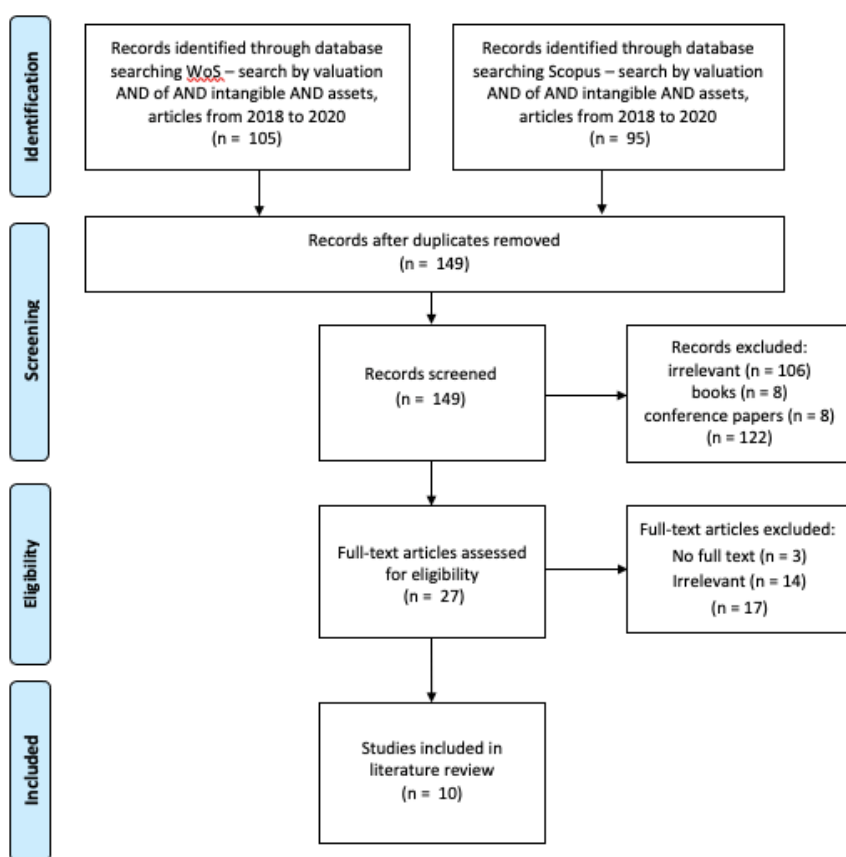 Identification
Records identified through database
searching WoS – search by valuation
AND of AND intangible AND assets,
articles from 2018 to 2020
(n = 105)
Records identified through database
searching Scopus – search by valuation
AND of AND intangible AND assets,
articles from 2018 to 2020
(n = 95)
Screening
Records after duplicates removed
(n = 149)
Records screened
(n = 149)
Records excluded:
irrelevant (n = 106)
books (n = 8)
conference papers (n = 8)
(n = 122)
Eligibility
Full-text articles assessed
for eligibility
(n = 27)
Full-text articles excluded:
No full text (n = 3)
Irrelevant (n = 14)
(n = 17)
Included
Studies included in
literature review
(n = 10)